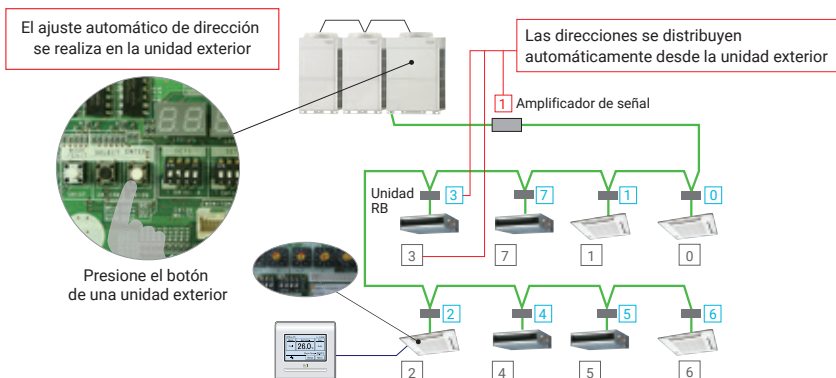 El ajuste automático de dirección
se realiza en la unidad exterior
Las direcciones se distribuyen
automáticamente desde la unidad exterior
1 Amplificador de señal
SELECT
Presione el botón
de una unidad exterior
Unidad
RB
3
7
1
0
3
7
1
0
2
4
5
6
26.0
2
4
5
6